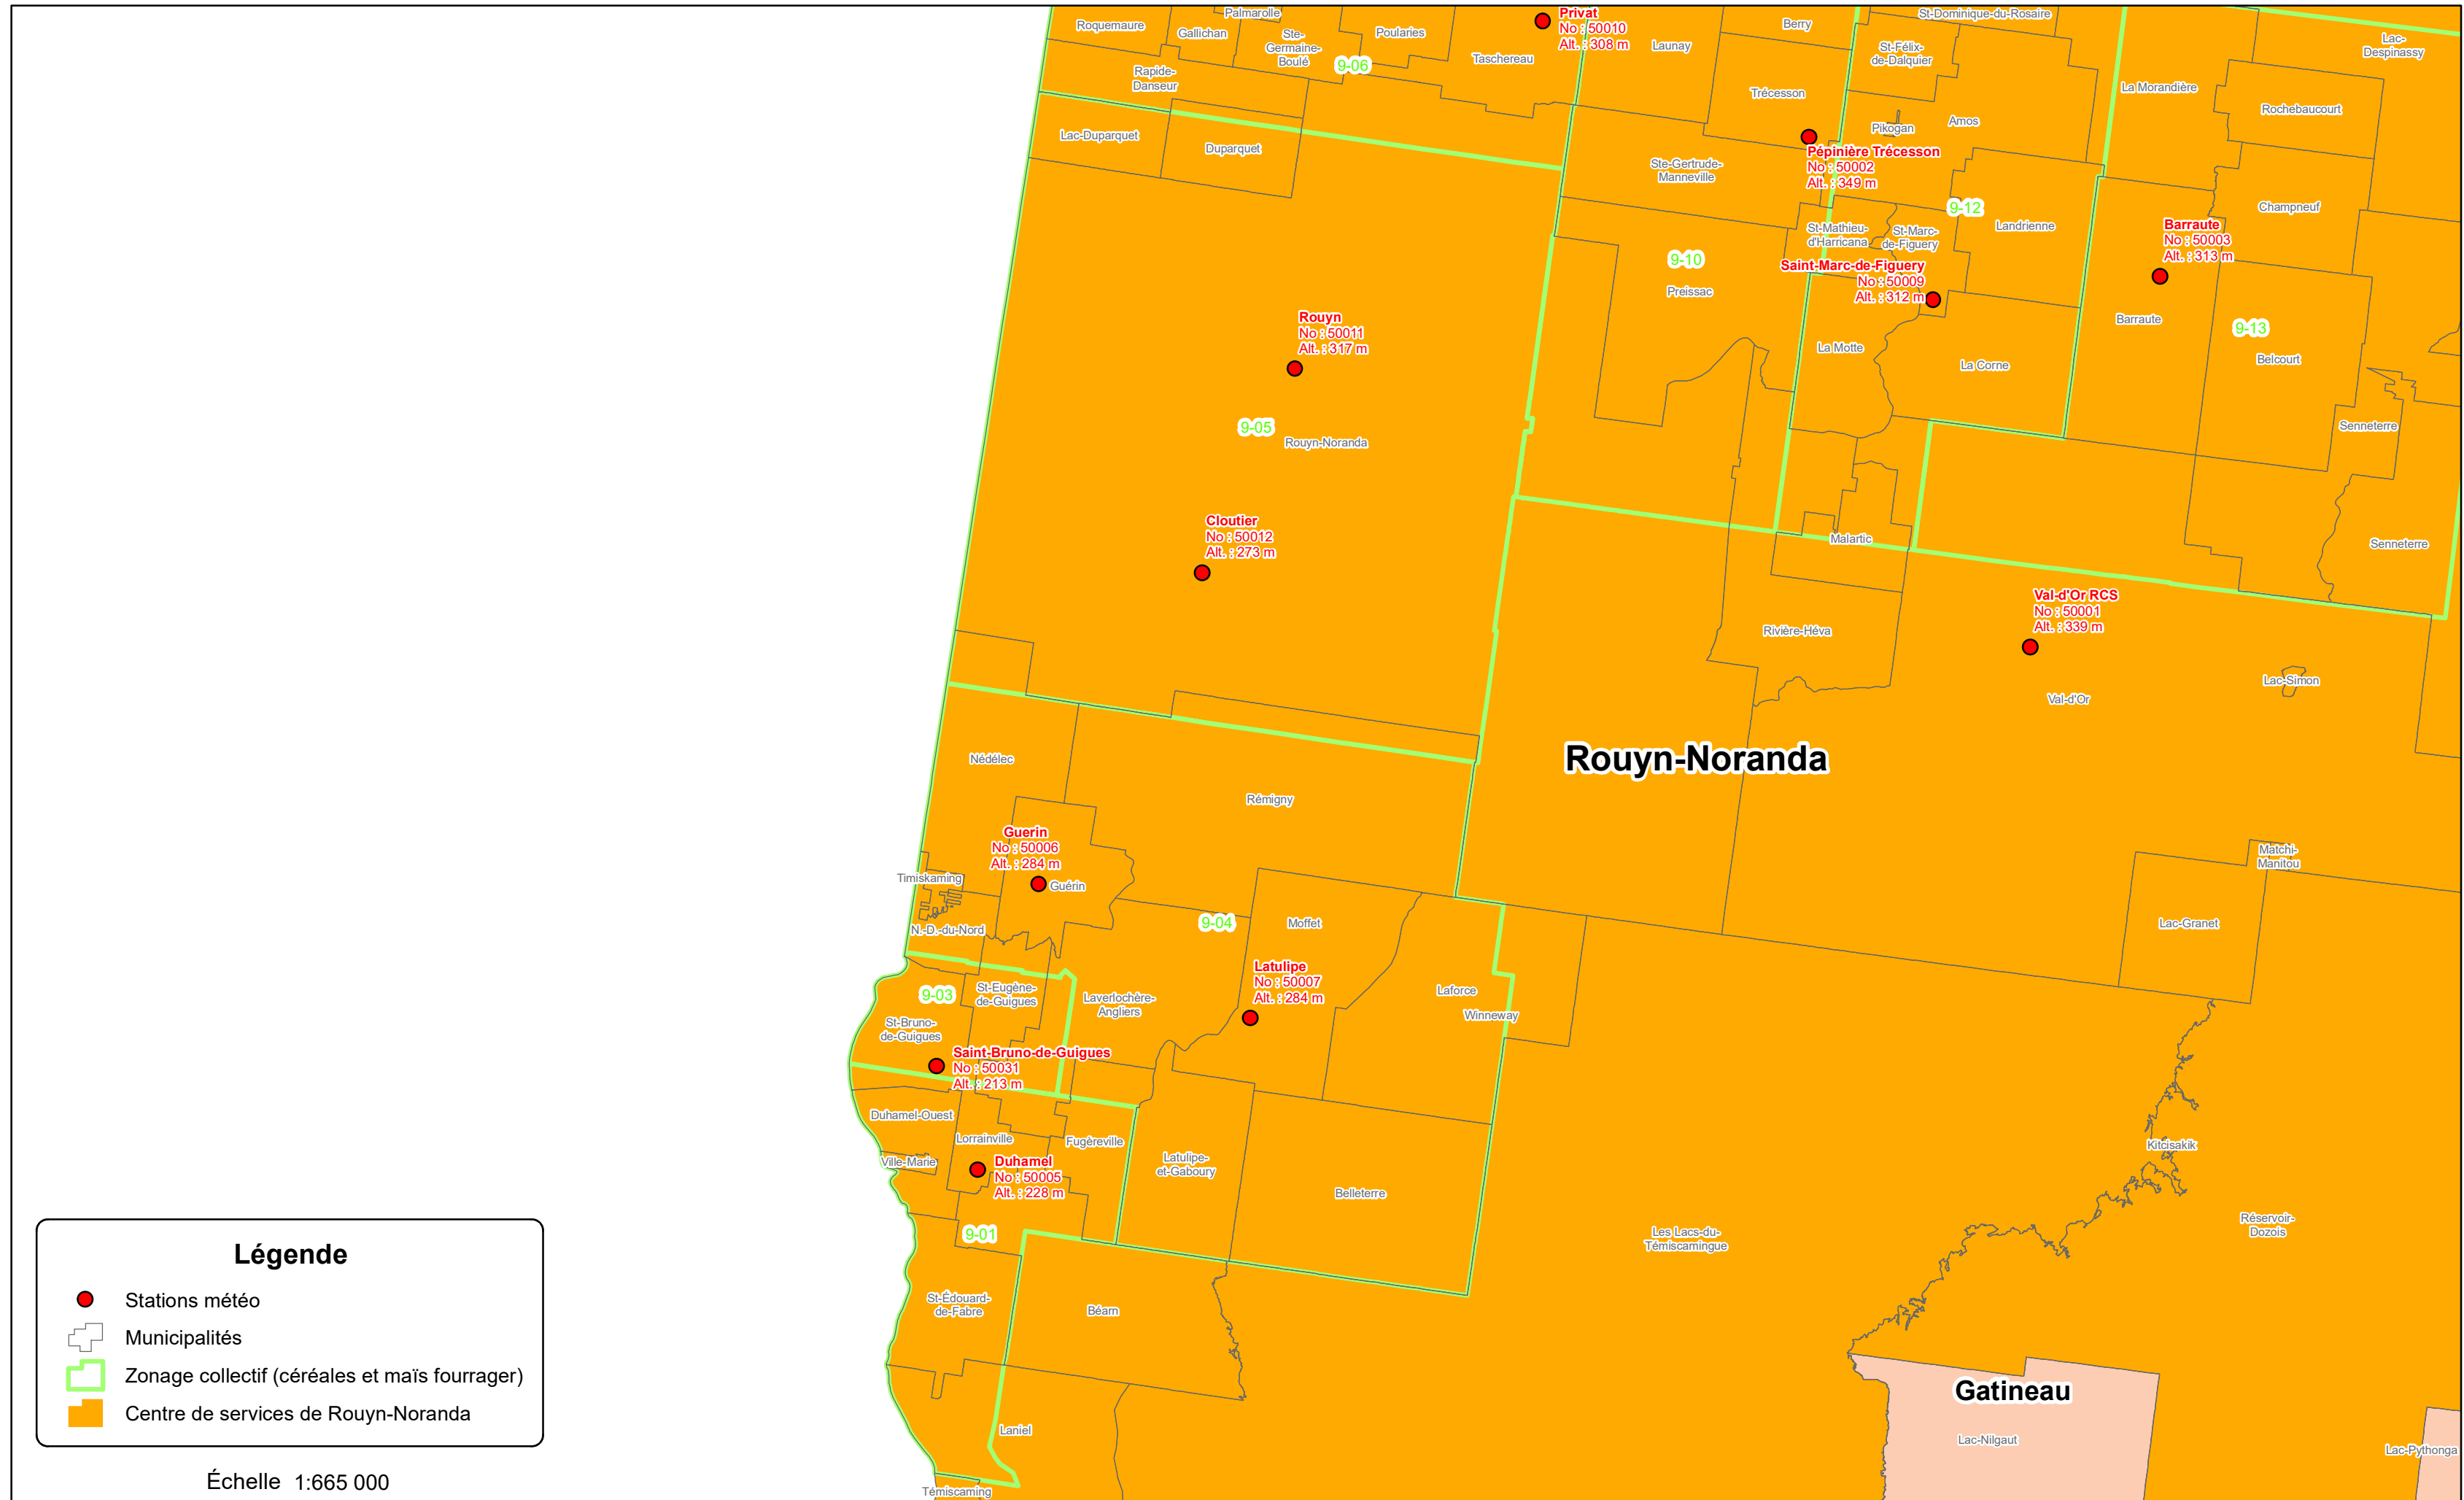 Roquemaure
Palmarolle
Gallichan
Ste-
Germaine-
Boulé
Poularies
9-06
Taschereau
Privat
No : 50010
Alt. : 308 m
Launay
Berry
St-Dominique-du-Rosaire
St-Félix-
de-Dalquier
Lac-
Despinassy
Rapide-
Danseur
Trécesson
La Morandière
Rochebaucourt
Lac-Duparquet
Duparquet
Pikogan
Amos
Pépinière Trécesson
No : 50002
Alt. : 349 m
Ste-Gertrude-
Manneville
9-12
Champneuf
Landrienne
St-Mathieu-
d'Harricana
St-Marc-
de-Figuery
Barraute
No : 50003
Alt. : 313 m
9-10
Preissac
Saint-Marc-de-Figuery
No : 50009
Alt. : 312 m
Barraute
9-13
Belcourt
Rouyn
No : 50011
Alt. : 317 m
La Motte
La Corne
9-05
Rouyn-Noranda
Senneterre
Cloutier
No : 50012
Alt. : 273 m
Malartic
Senneterre
Val-d'Or RCS
No : 50001
Alt. : 339 m
Rivière-Héva
Lac-Simon
Val-d'Or
Rouyn-Noranda
Nédélec
Rémigny
Guerin
No : 50006
Alt. : 284 m
Guérin
Timiskaming
Matchi-
Manitou
N.-D.-du-Nord
9-04
Moffet
Lac-Granet
Latulipe
No : 50007
Alt. : 284 m
9-03
St-Eugène-
de-Guigues
Laverlochère-
Angliers
Laforce
Winneway
St-Bruno-
de-Guigues
Saint-Bruno-de-Guigues
No : 50031
Alt. : 213 m
Duhamel-Ouest
Lorrainville
Fugèreville
Kitcisakik
Ville-Marie
Duhamel
No : 50005
Alt. : 228 m
Latulipe-
et-Gaboury
Belleterre
9-01
Les Lacs-du-
Témiscamingue
Réservoir-
Dozois
St-Édouard-
de-Fabre
Béarn
Gatineau
Laniel
Lac-Nilgaut
Lac-Pythonga
Témiscaming
Légende
Stations météo
Municipalités
Zonage collectif (céréales et maïs fourrager)
Centre de services de Rouyn-Noranda
Échelle 1:665 000